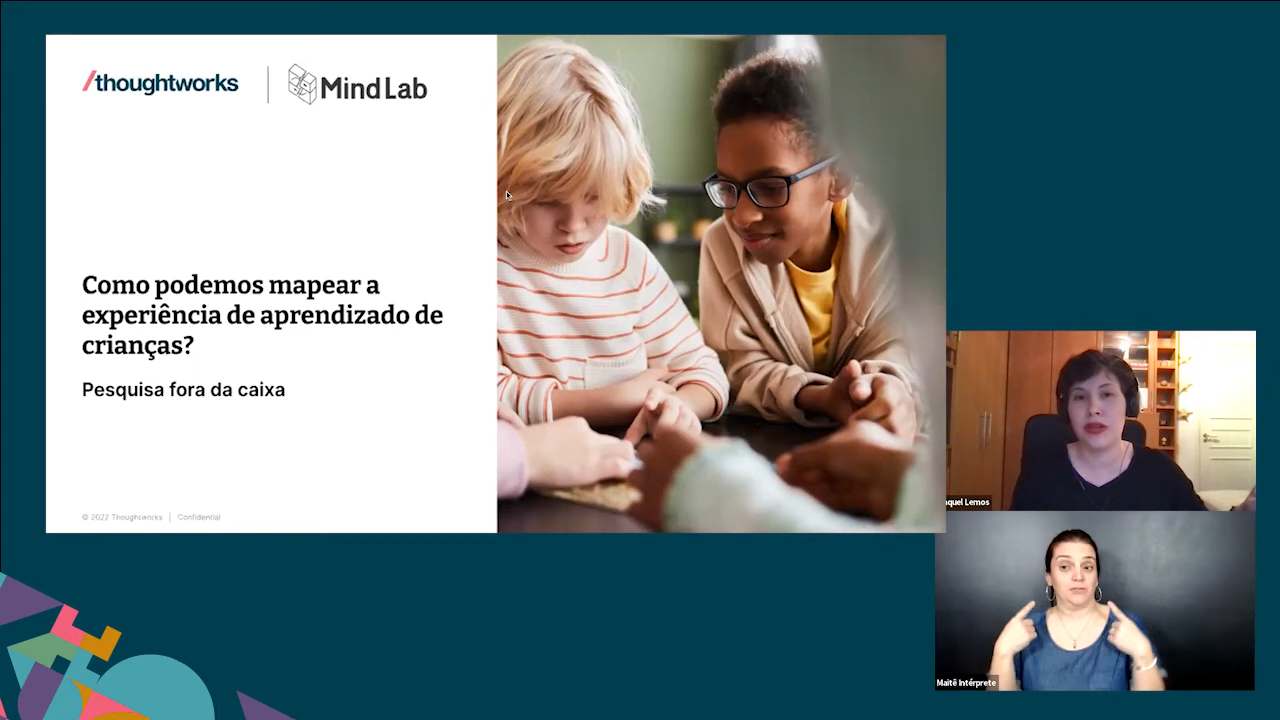 /thoughtworks
Mind Lab
Como podemos mapear a
experiência de aprendizado de
crianças?
Pesquisa fora da caixa
© 2022 Thoughtworks | Confidential
aquel Lemos
Maitê Intérprete